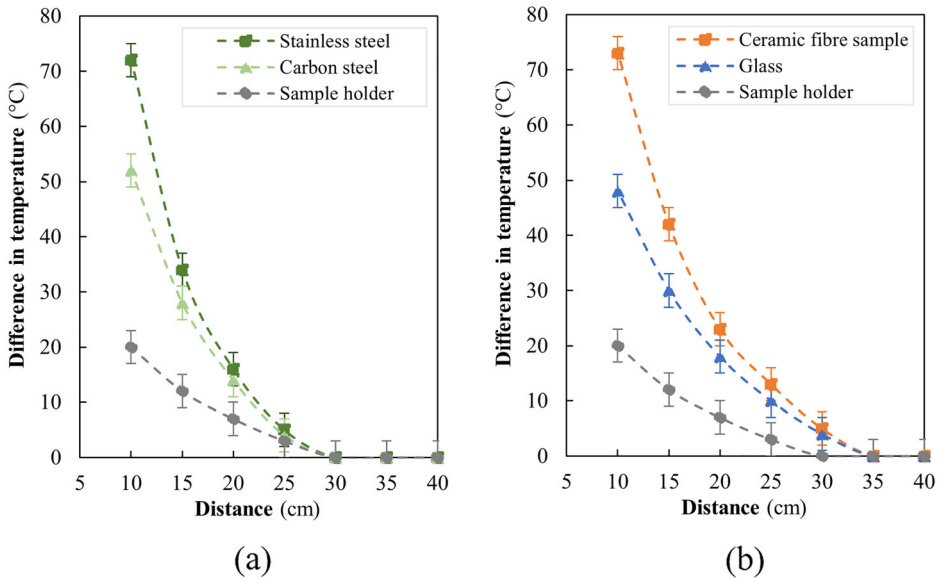 80
70
60
50
40
30
20
10
0
Difference in temperature (°C)
Stainless steel
Carbon steel
Sample holder
5 10 15 20 25 30 35 40
Distance (cm)
(a)
80
70
60
50
40
30
20
10
0
Difference in temperature (°C)
Ceramic fibre sample
Glass
Sample holder
5 10 15 20 25 30 35 40
Distance (cm)
(b)